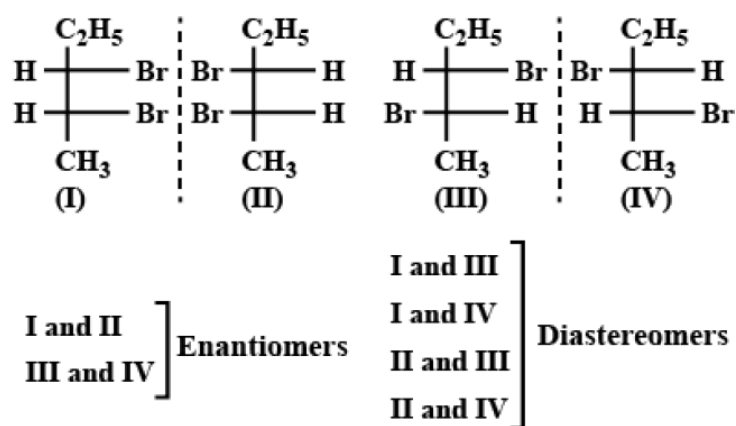 C₂H₅ C₂H₅ C₂H₅ C₂H₅
H Br Br H H Br Br H
H Br Br H Br H H Br
CH₃ CH₃ CH₃ CH₃
(I) (II) (III) (IV)
I and II
III and IV
Enantiomers
I and III
I and IV
II and III
II and IV
Diastereomers